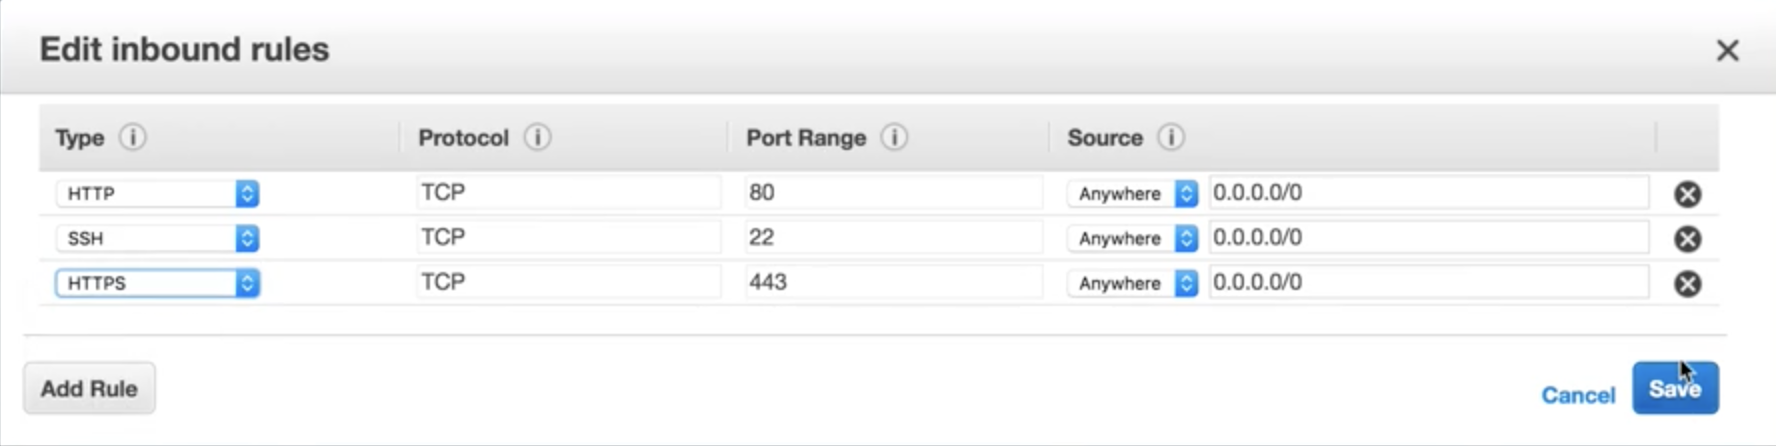 Edit inbound rules
Type Protocol Port Range Source
HTTP TCP 80 Anywhere 0.0.0.0/0
SSH TCP 22 Anywhere 0.0.0.0/0
HTTPS TCP 443 Anywhere 0.0.0.0/0
Add Rule Cancel Save